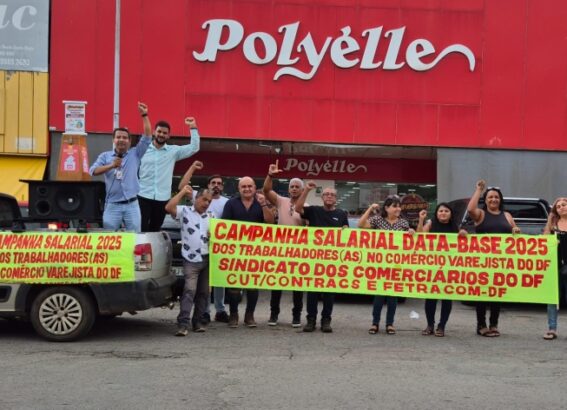 Polyélle
Polyélle
CAMPANHA SALARIAL 2025
DOS TRABALHADORES(AS)
COMÉRCIO VAREJISTA DO DF
CAMPANHA SALARIAL DATA-BASE 2025
DOS TRABALHADORES(AS) NO COMÉRCIO VAREJISTA DO DF
SINDICATO DOS COMERCIÁRIOS DO DF
CUT/CONTRACS E FETRACOM-DF